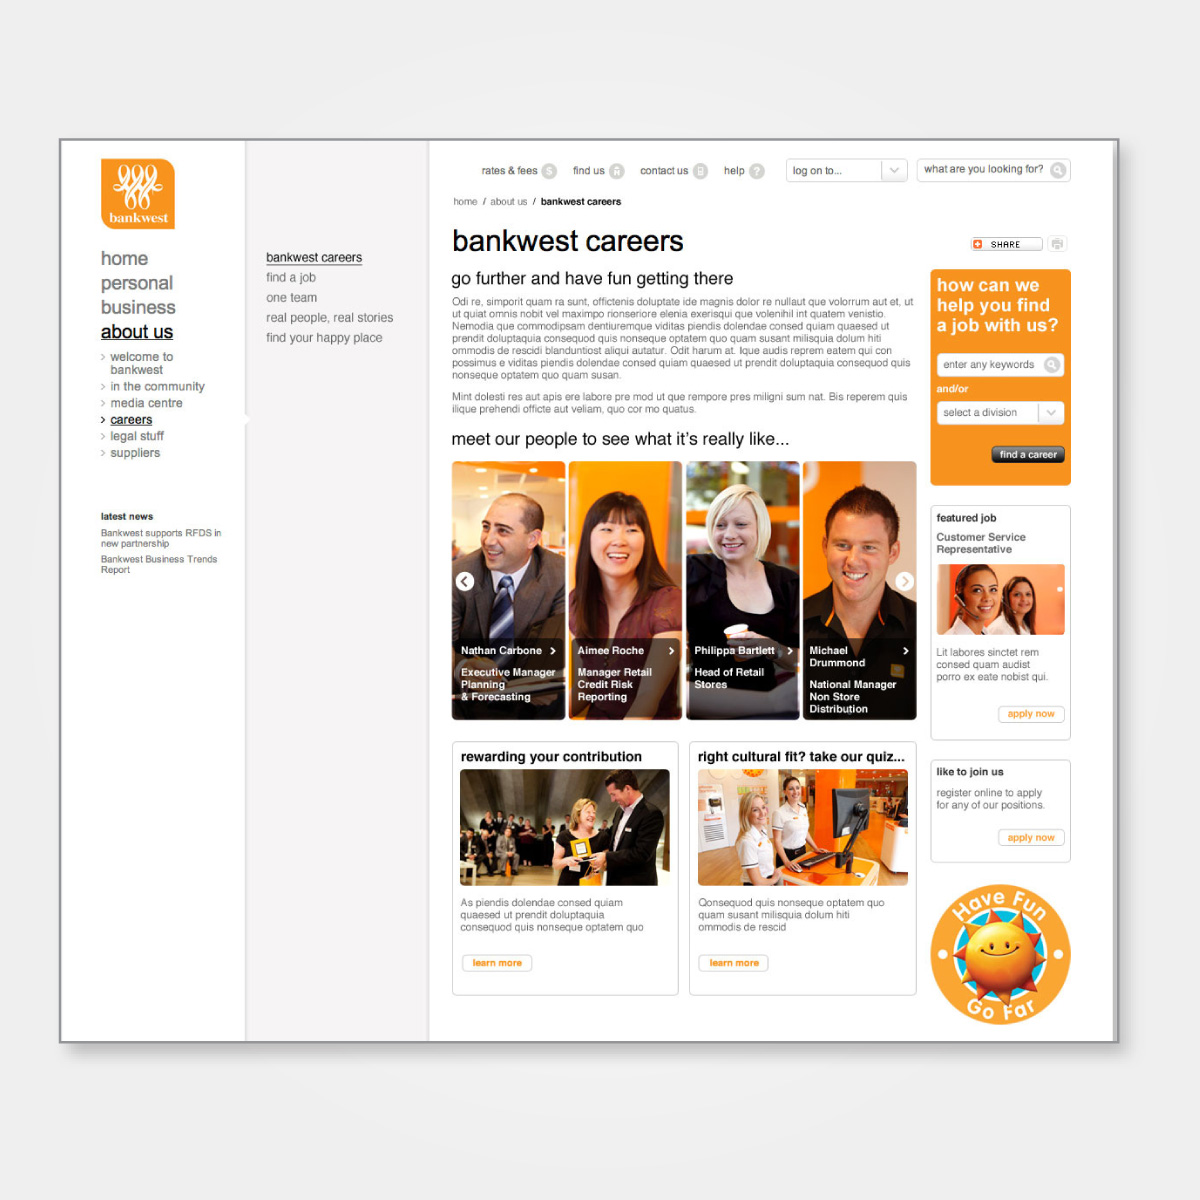 bankwest
home
personal
business
about us
welcome to
bankwest
in the community
media centre
careers
legal stuff
suppliers
latest news
Bankwest supports RFDS in
new partnership
Bankwest Business Trends
Report
bankwest careers
find a job
one team
real people, real stories
find your happy place
rates & fees $ find us contact us help ? log on to... what are you looking for?
home / about us / bankwest careers
bankwest careers
SHARE
go further and have fun getting there
Odi re, simporit quam ra sunt, offictenis doluptate ide magnis dolor re nullaut que volorrum aut et, ut
ut quiat omnis nobit vel maximpo rionseriore elenia exerisqui que volenihil int quatem venistio.
Nemodia que commodipsam dentiuremque viditas piendis dolendae consed quiam quaesed ut
prendit doluptaquia consequod quis nonseque optatem quo quam susant milisquia dolum hiti
ommodis de rescidi blanduntiost aliqui autatur. Odit harum at. Ique audis reprem eatem qui con
possimus e viditas piendis dolendae consed quiam quaesed ut prendit doluptaquia consequod quis
nonseque optatem quo quam susan.
Mint dolesti res aut apis ere labore pre mod ut que rempore pres miligni sum nat. Bis reperem quis
ilique prehendi officte aut veliam, quo cor mo quatus.
meet our people to see what it's really like...
Nathan Carbone
Executive Manager
Planning
& Forecasting
Aimee Roche
Manager Retail
Credit Risk
Reporting
Philippa Bartlett
Head of Retail
Stores
Michael
Drummond
National Manager
Non Store
Distribution
rewarding your contribution
As piendis dolendae consed quiam
quaesed ut prendit doluptaquia
consequod quis nonseque optatem quo
learn more
right cultural fit? take our quiz...
Qonsequod quis nonseque optatem quo
quam susant milisquia dolum hiti
ommodis de rescid
learn more
how can we
help you find
a job with us?
enter any keywords
and/or
select a division
find a career
featured job
Customer Service
Representative
Lit labores sinctet rem
consed quam audist
porro ex eate nobist qui.
apply now
like to join us
register online to apply
for any of our positions.
apply now
Have Fun
Go Far